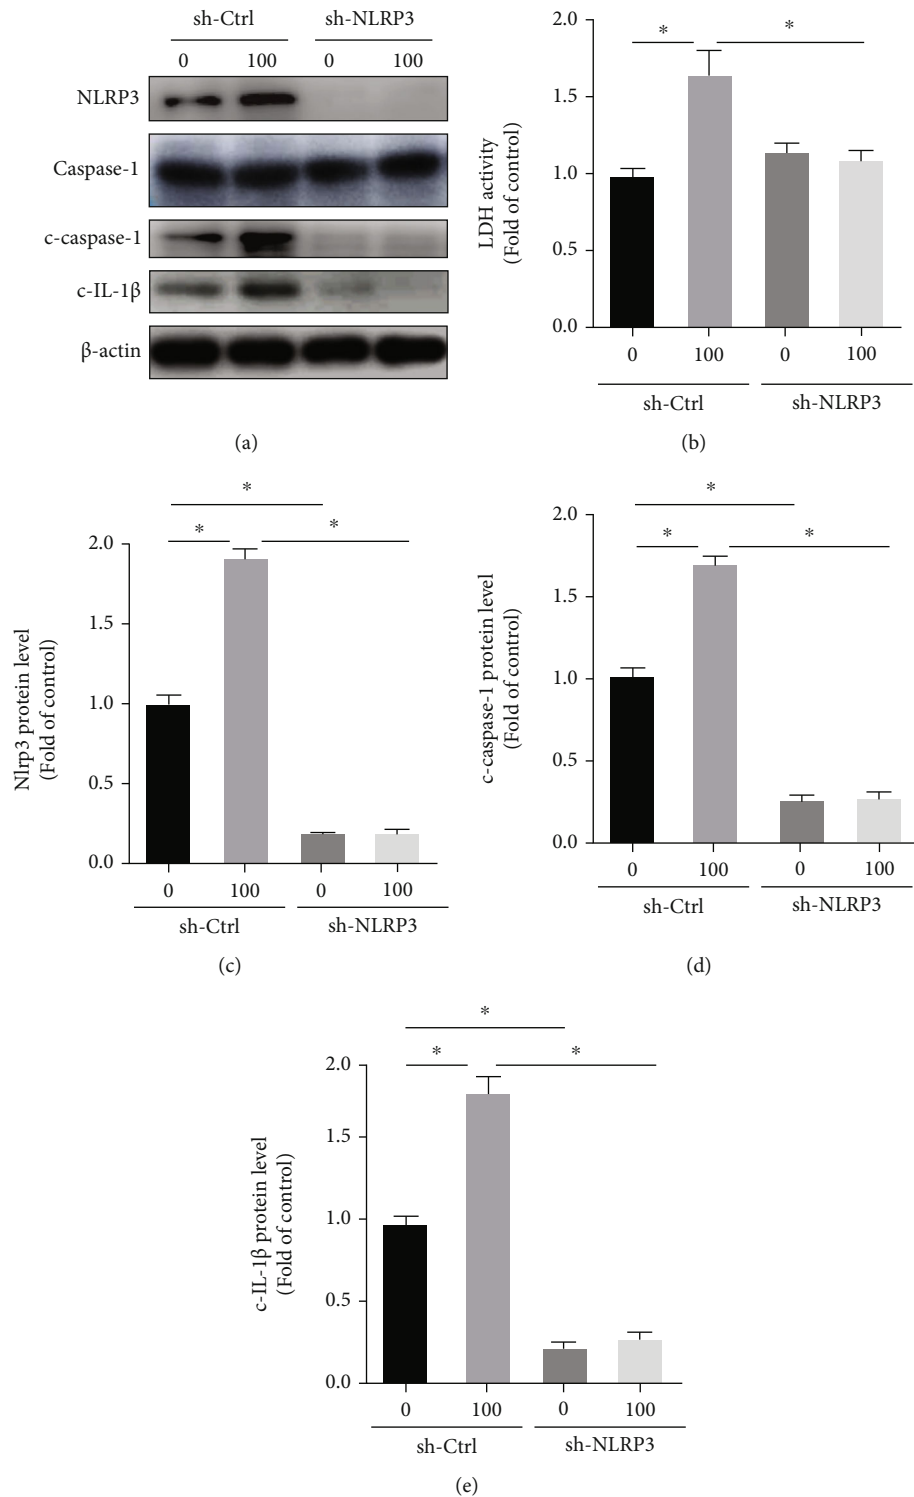 sh-Ctrl sh-NLRP3
0 100 0 100
NLRP3
Caspase-1
c-caspase-1
c-IL-1β
β-actin
(a)
LDH activity
(Fold of control)
2.0
1.5
1.0
0.5
0.0
* *
0 100 0 100
sh-Ctrl sh-NLRP3
(b)
Nlrp3 protein level
(Fold of control)
2.0
1.5
1.0
0.5
0.0
*
* *
0 100 0 100
sh-Ctrl sh-NLRP3
(c)
c-caspase-1 protein level
(Fold of control)
2.0
1.5
1.0
0.5
0.0
*
* *
0 100 0 100
sh-Ctrl sh-NLRP3
(d)
c-IL-1β protein level
(Fold of control)
2.0
1.5
1.0
0.5
0.0
*
* *
0 100 0 100
sh-Ctrl sh-NLRP3
(e)